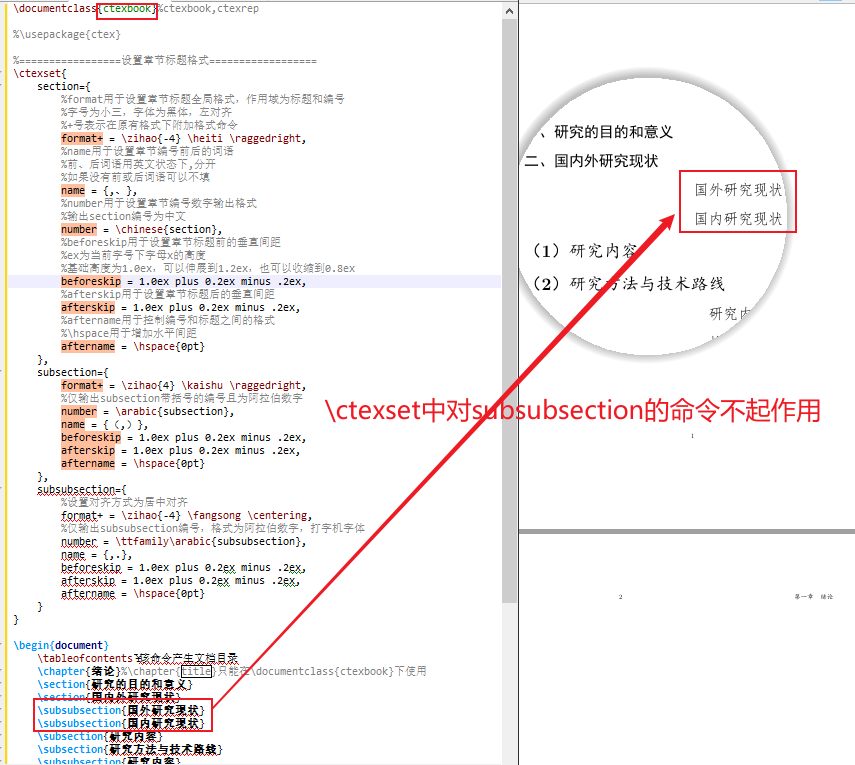 \documentclass{ctexbook}%ctexbook,ctexrep
%\usepackage{ctex}
%=================设置章节标题格式==================
\ctexset{
section={
%format用于设置章节标题全局格式，作用域为标题和编号
%字号为小三，字体为黑体，左对齐
%+号表示在原有格式下附加格式命令
format+ = \zihao{-4} \heiti \raggedright,
%name用于设置章节编号前后的词语
%前、后词语用英文状态下,分开
%如果没有前或后词语可以不填
name = {,、},
%number用于设置章节编号数字输出格式
%输出section编号为中文
number = \chinese{section},
%beforeskip用于设置章节标题前的垂直间距
%ex为当前字号下字母x的高度
%基础高度为1.0ex，可以伸展到1.2ex，也可以收缩到0.8ex
beforeskip = 1.0ex plus 0.2ex minus .2ex,
%afterskip用于设置章节标题后的垂直间距
afterskip = 1.0ex plus 0.2ex minus .2ex,
%aftername用于控制编号和标题之间的格式
%\hspace用于增加水平间距
aftername = \hspace{0pt}
},
subsection={
format+ = \zihao{4} \kaishu \raggedright,
%仅输出subsection带括号的编号且为阿拉伯数字
number = \arabic{subsection},
name = {（,）},
beforeskip = 1.0ex plus 0.2ex minus .2ex,
afterskip = 1.0ex plus 0.2ex minus .2ex,
aftername = \hspace{0pt}
},
subsubsection={
%设置对齐方式为居中对齐
format+ = \zihao{-4} \fangsong \centering,
%仅输出subsubsection编号，格式为阿拉伯数字，打字机字体
number = \ttfamily\arabic{subsubsection},
name = {,.},
beforeskip = 1.0ex plus 0.2ex minus .2ex,
afterskip = 1.0ex plus 0.2ex minus .2ex,
aftername = \hspace{0pt}
}
}
\begin{document}
\tableofcontents%该命令产生文档目录
\chapter{绪论}%\chapter{title}只能在\documentclass{ctexbook}下使用
\section{研究的目的和意义}
\section{国内外研究现状}
\subsubsection{国外研究现状}
\subsubsection{国内研究现状}
\subsection{研究内容}
\subsection{研究方法与技术路线}
\subsubsection{研究内容}
、研究的目的和意义
二、国内外研究现状
国外研究现状
国内研究现状
（1）研究内容
（2）研究方法与技术路线
研究内
\ctexset中对subsubsection的命令不起作用
1
2 第一章 绪论